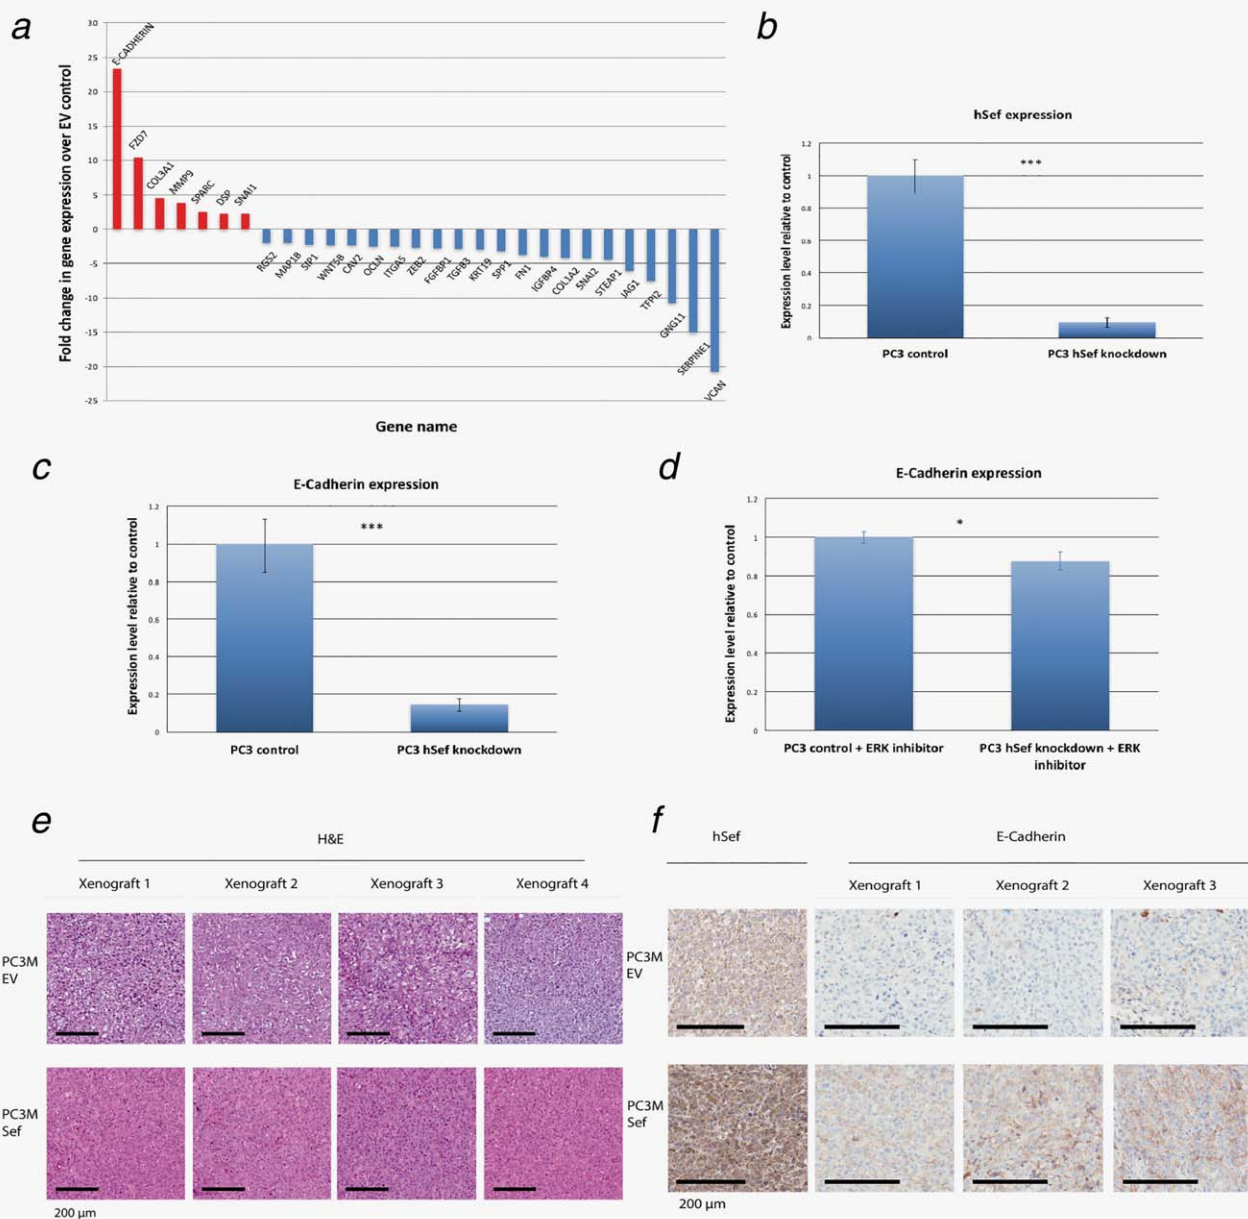 a
30
25
20
15
10
5
0
-5
-10
-15
-20
-25
Fold change in gene expression over EV control
E-CADHERIN
FZD7
COL3A1
MMP9
SPARC
DSP
SNAI1
RGS2
MAP1B
SIP1
WNT5B
CAV2
OCLN
ITGA5
ZEB2
FGFBP1
TGFB3
KRT19
SPP1
FN1
IGFBP4
COL1A2
SNAI2
STEAP1
JAG1
TFPI2
GNG11
SERPINE1
VCAN
Gene name
b
hSef expression
Expression level relative to control
1.2
1
0.8
0.6
0.4
0.2
0
***
PC3 control
PC3 hSef knockdown
c
E-Cadherin expression
Expression level relative to control
1.2
1
0.8
0.6
0.4
0.2
0
***
PC3 control
PC3 hSef knockdown
d
E-Cadherin expression
Expression level relative to control
1.2
1
0.8
0.6
0.4
0.2
0
*
PC3 control + ERK inhibitor
PC3 hSef knockdown + ERK
inhibitor
e
H&E
Xenograft 1
Xenograft 2
Xenograft 3
Xenograft 4
PC3M
EV
PC3M
Sef
200 µm
f
hSef
E-Cadherin
Xenograft 1
Xenograft 2
Xenograft 3
PC3M
EV
PC3M
Sef
200 µm